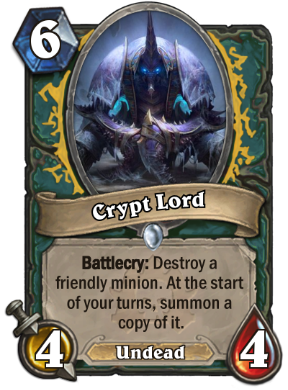 6
Crypt Lord
Battlecry: Destroy a
friendly minion. At the start
of your turns, summon a
copy of it.
4
Undead
4